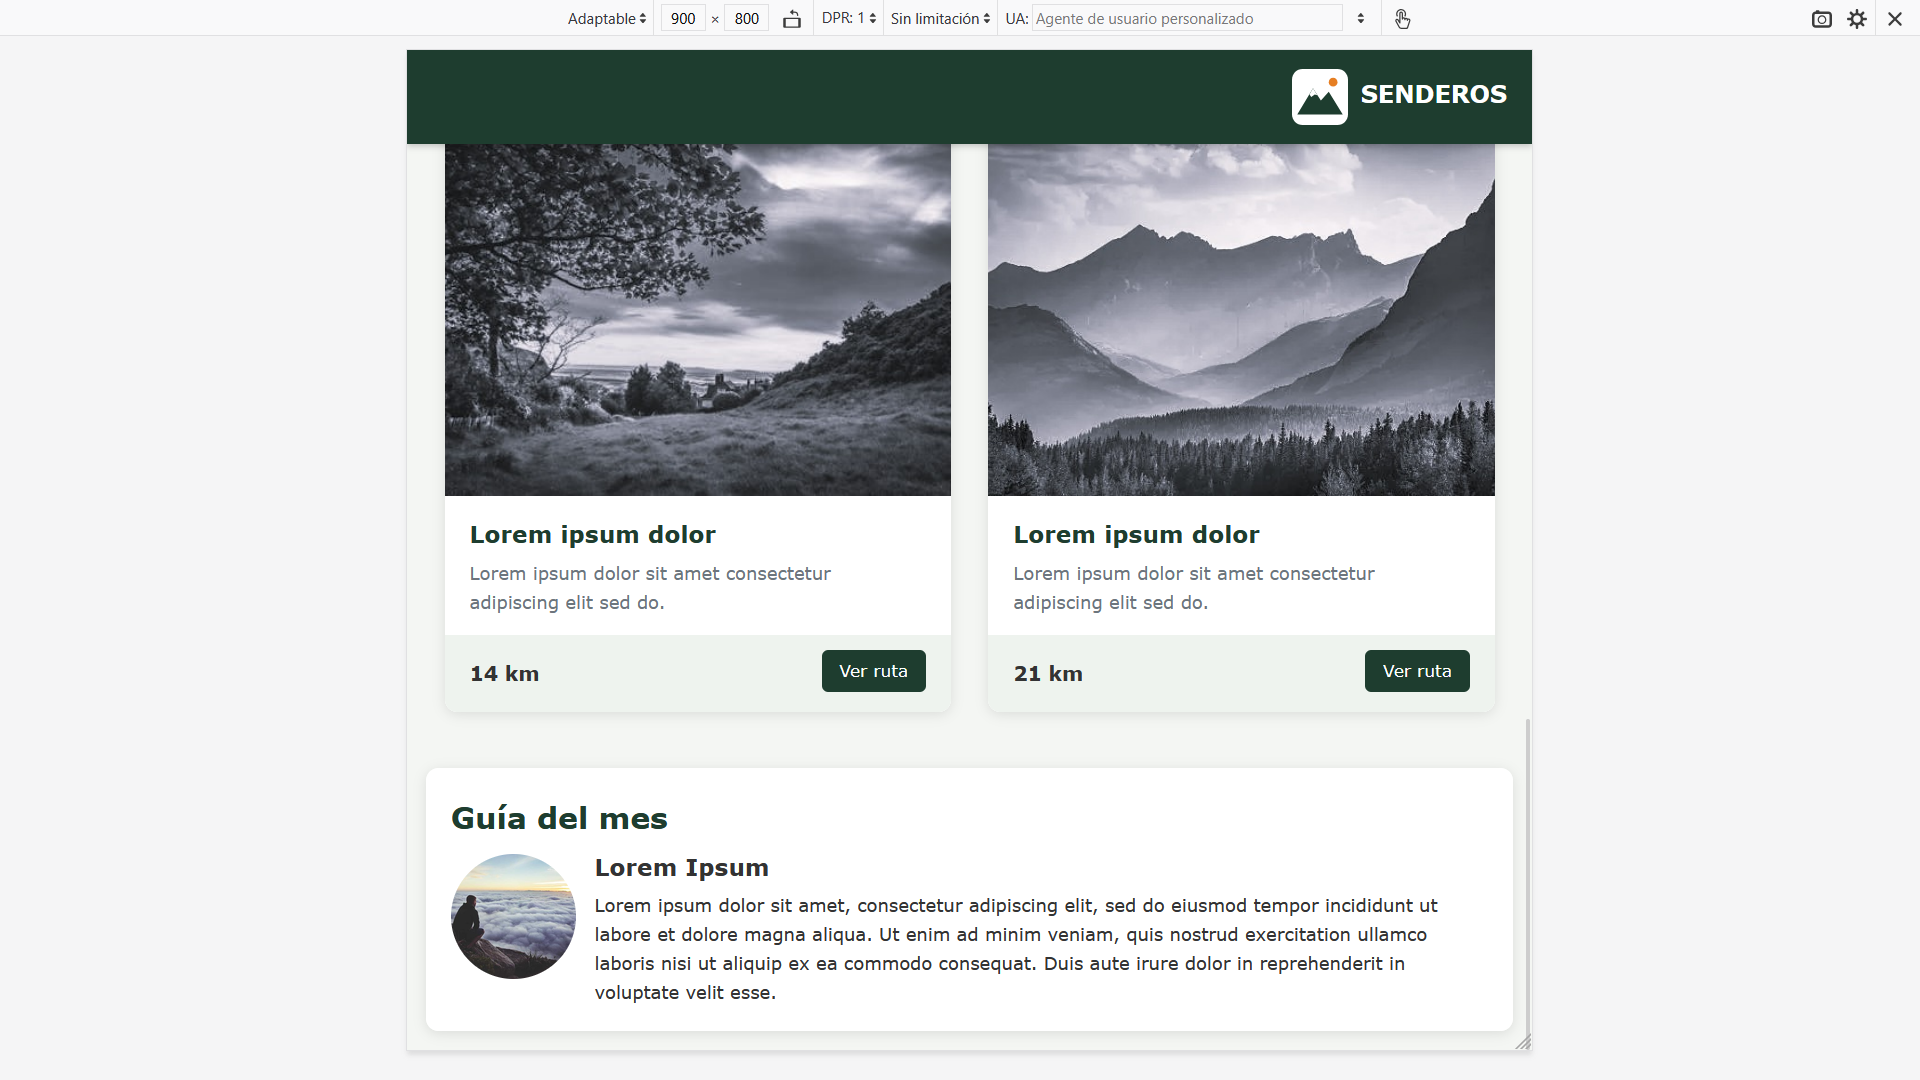 Adaptable 900 × 800 DPR: 1 Sin limitación UA: Agente de usuario personalizado
SENDEROS
Lorem ipsum dolor
Lorem ipsum dolor sit amet consectetur
adipiscing elit sed do.
14 km Ver ruta
Lorem ipsum dolor
Lorem ipsum dolor sit amet consectetur
adipiscing elit sed do.
21 km Ver ruta
Guía del mes
Lorem Ipsum
Lorem ipsum dolor sit amet, consectetur adipiscing elit, sed do eiusmod tempor incididunt ut
labore et dolore magna aliqua. Ut enim ad minim veniam, quis nostrud exercitation ullamco
laboris nisi ut aliquip ex ea commodo consequat. Duis aute irure dolor in reprehenderit in
voluptate velit esse.